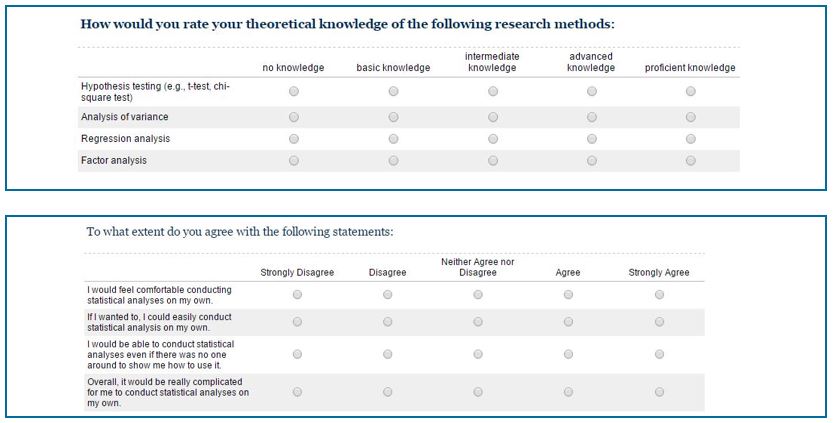 How would you rate your theoretical knowledge of the following research methods:
no knowledge basic knowledge intermediate knowledge advanced knowledge proficient knowledge
Hypothesis testing (e.g., t-test, chi-
square test)
Analysis of variance
Regression analysis
Factor analysis
To what extent do you agree with the following statements:
Strongly Disagree Disagree Neither Agree nor Disagree Agree Strongly Agree
I would feel comfortable conducting
statistical analyses on my own.
If I wanted to, I could easily conduct
statistical analysis on my own.
I would be able to conduct statistical
analyses even if there was no one
around to show me how to use it.
Overall, it would be really complicated
for me to conduct statistical analyses on
my own.